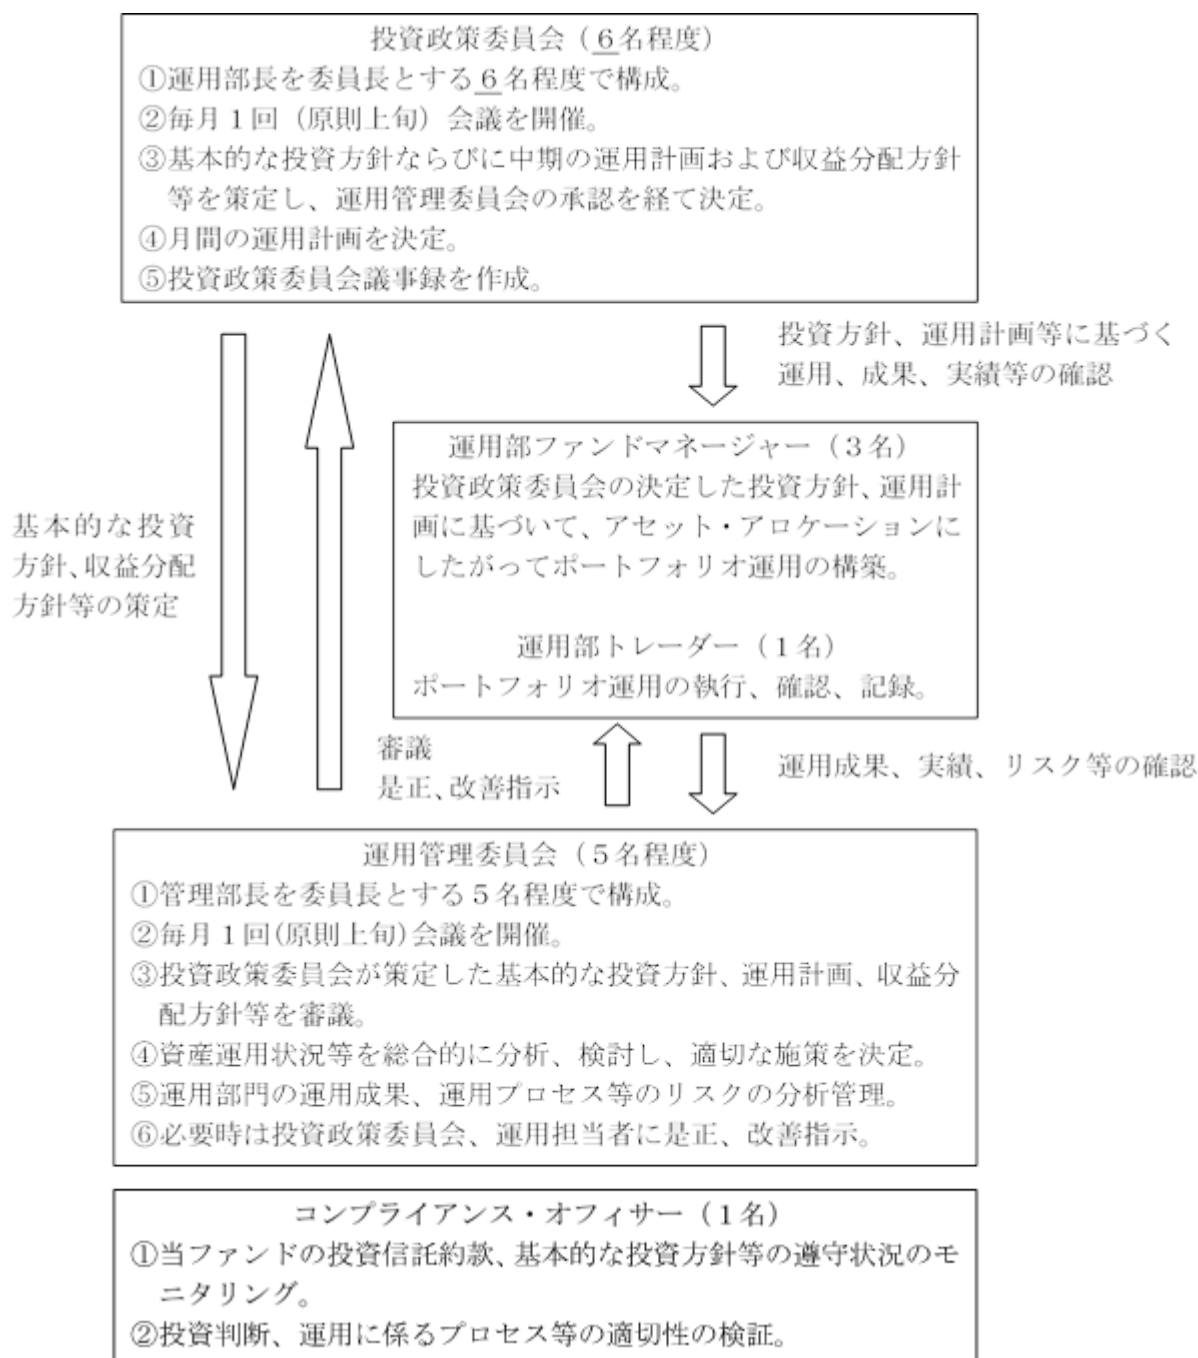 投資政策委員会（６名程度）
①運用部長を委員長とする６名程度で構成。
②毎月１回（原則上旬）会議を開催。
③基本的な投資方針ならびに中期の運用計画および収益分配方針
等を策定し、運用管理委員会の承認を経て決定。
④月間の運用計画を決定。
⑤投資政策委員会議事録を作成。
投資方針、運用計画等に基づく
運用、成果、実績等の確認
運用部ファンドマネージャー（３名）
投資政策委員会の決定した投資方針、運用計
画に基づいて、アセット・アロケーションに
したがってポートフォリオ運用の構築。
運用部トレーダー（１名）
ポートフォリオ運用の執行、確認、記録。
基本的な投資
方針、収益分配
方針等の策定
審議
是正、改善指示
運用成果、実績、リスク等の確認
運用管理委員会（５名程度）
①管理部長を委員長とする５名程度で構成。
②毎月１回(原則上旬)会議を開催。
③投資政策委員会が策定した基本的な投資方針、運用計画、収益分
配方針等を審議。
④資産運用状況等を総合的に分析、検討し、適切な施策を決定。
⑤運用部門の運用成果、運用プロセス等のリスクの分析管理。
⑥必要時は投資政策委員会、運用担当者に是正、改善指示。
コンプライアンス・オフィサー（１名）
①当ファンドの投資信託約款、基本的な投資方針等の遵守状況のモ
ニタリング。
②投資判断、運用に係るプロセス等の適切性の検証。